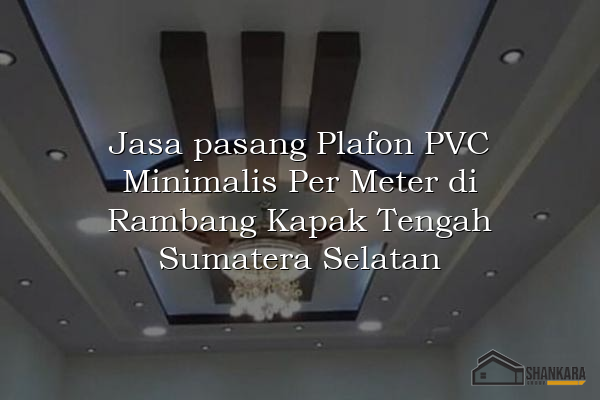 Jasa pasang Plafon PVC
Minimalis Per Meter di
Rambang Kapak Tengah
Sumatera Selatan
SHANKARA